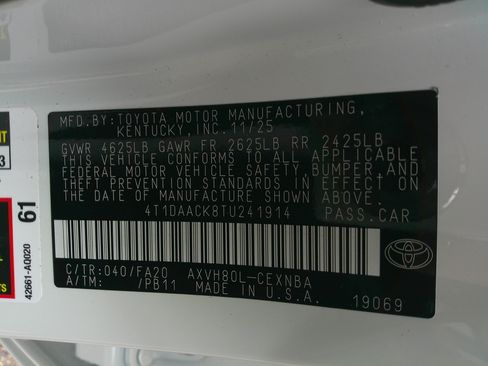 MFD.BY:TOYOTA MOTOR MANUFACTURING,
KENTUCKY, INC. 11/25
GVWR 4625LB GAWR FR 2625LB RR 2425LB
THIS VEHICLE CONFORMS TO ALL APPLICABLE
FEDERAL MOTOR VEHICLE SAFETY, BUMPER, AND
THEFT PREVENTION STANDARDS IN EFFECT ON
THE DATE OF MANUFACTURE SHOWN ABOVE.
4T1DAACK8TU241914 PASS.CAR
C/TR:040/FA20 AXVH80L-CEXNBA
A/TM: /PB11 MADE IN U.S.A.
19069
TOYOTA
61
42661-A0020